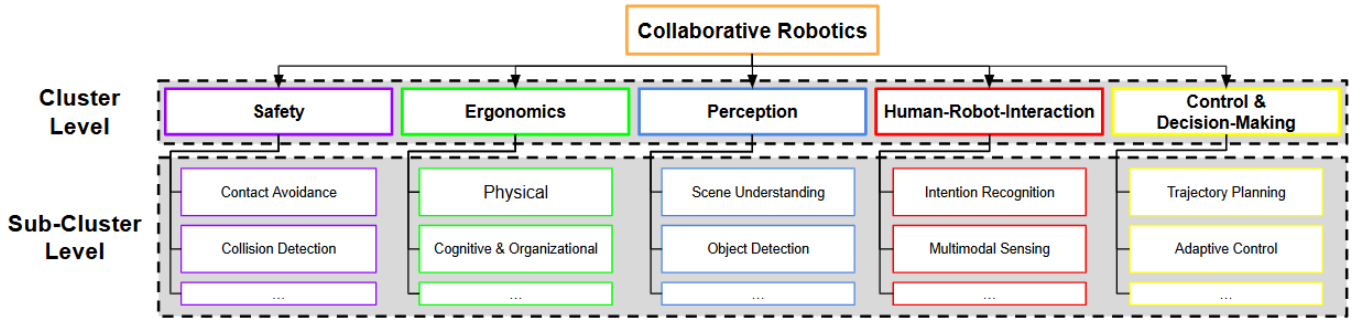 Collaborative Robotics
Cluster
Level
Safety
Ergonomics
Perception
Human-Robot-Interaction
Control &
Decision-Making
Sub-Cluster
Level
Contact Avoidance
Physical
Scene Understanding
Intention Recognition
Trajectory Planning
Collision Detection
Cognitive & Organizational
Object Detection
Multimodal Sensing
Adaptive Control
...
...
...
...
...